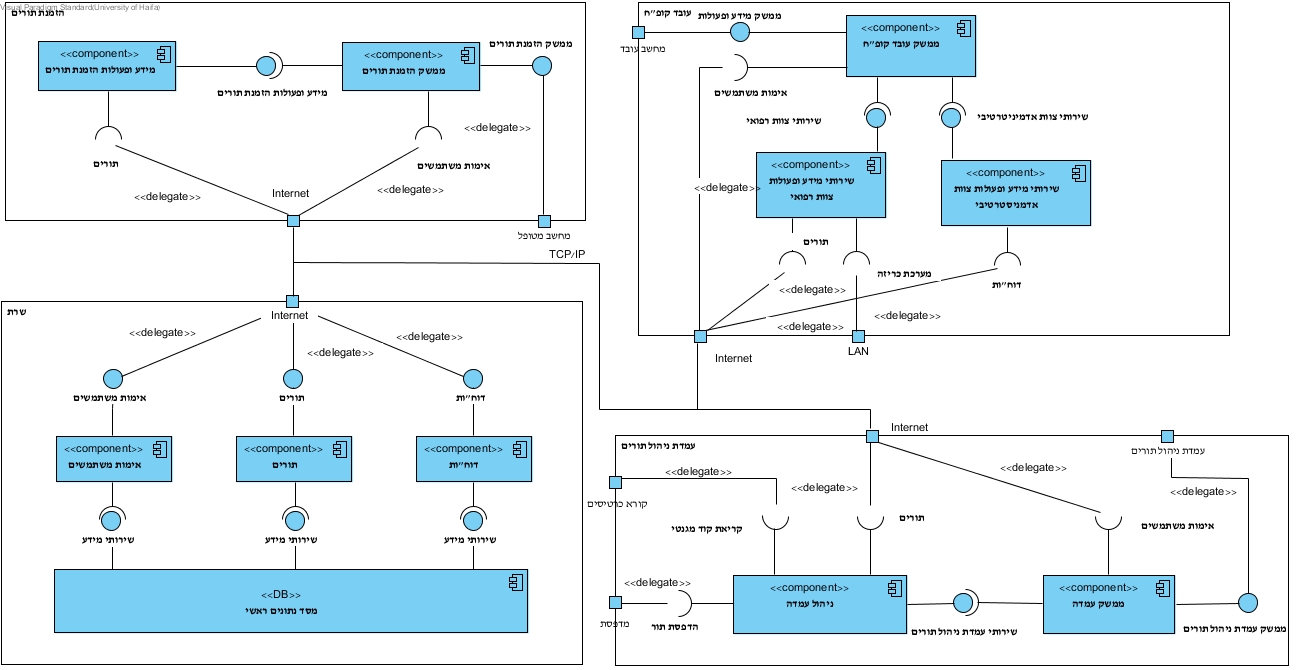 Visual Paradigm Standard(University of Haifa)
הזמנת תורים
<<component>>
מידע ופעולות הזמנת תורים
מידע ופעולות הזמנת תורים
<<component>>
ממשק הזמנת תורים
ממשק הזמנת תורים
תורים
אימות משתמשים
<<delegate>>
<<delegate>>
<<delegate>>
Internet
מחשב מטופל
TCP/IP
עובד קופ״ח
ממשק מידע ופעולות
<<component>>
ממשק עובד קופ״ח
מחשב עובד
אימות משתמשים
שירותי צוות רפואי
שירותי צוות אדמיניטרטיבי
<<component>>
שירותי מידע ופעולות
צוות רפואי
<<component>>
שירותי מידע ופעולות צוות
אדמניסטרטיבי
<<delegate>>
תורים
מערכת כריזה
דוח״ות
<<delegate>>
<<delegate>>
<<delegate>>
Internet
LAN
שרת
Internet
<<delegate>>
<<delegate>>
<<delegate>>
אימות משתמשים
תורים
דוח״ות
<<component>>
אימות משתמשים
<<component>>
תורים
<<component>>
דוח״ות
שירותי מידע
שירותי מידע
שירותי מידע
<<DB>>
מסד נתונים ראשי
Internet
עמדת ניהול תורים
עמדת ניהול תורים
<<delegate>>
<<delegate>>
<<delegate>>
<<delegate>>
קורא כרטיסים
קריאת קוד מגנטי
תורים
אימות משתמשים
<<delegate>>
<<component>>
ניהול עמדה
<<component>>
ממשק עמדה
מדפסת
הדפסת תור
שירותי עמדת ניהול תורים
ממשק עמדת ניהול תורים